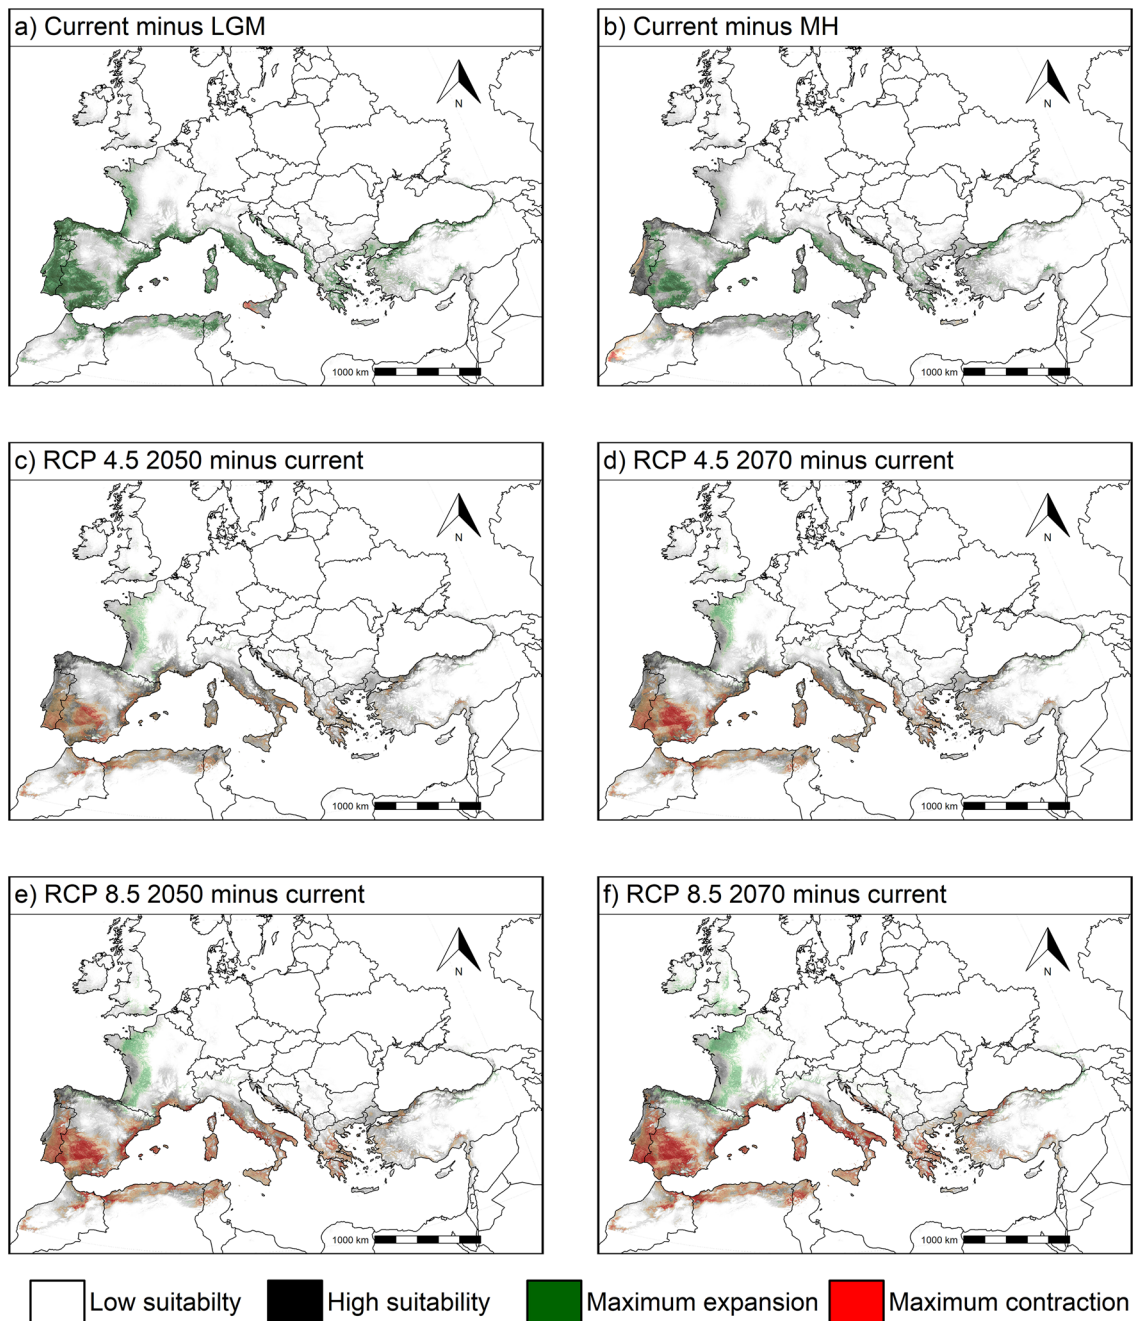 a) Current minus LGM
N
1000 km
b) Current minus MH
N
1000 km
c) RCP 4.5 2050 minus current
N
1000 km
d) RCP 4.5 2070 minus current
N
1000 km
e) RCP 8.5 2050 minus current
N
1000 km
f) RCP 8.5 2070 minus current
N
1000 km
Low suitabilty
High suitability
Maximum expansion
Maximum contraction